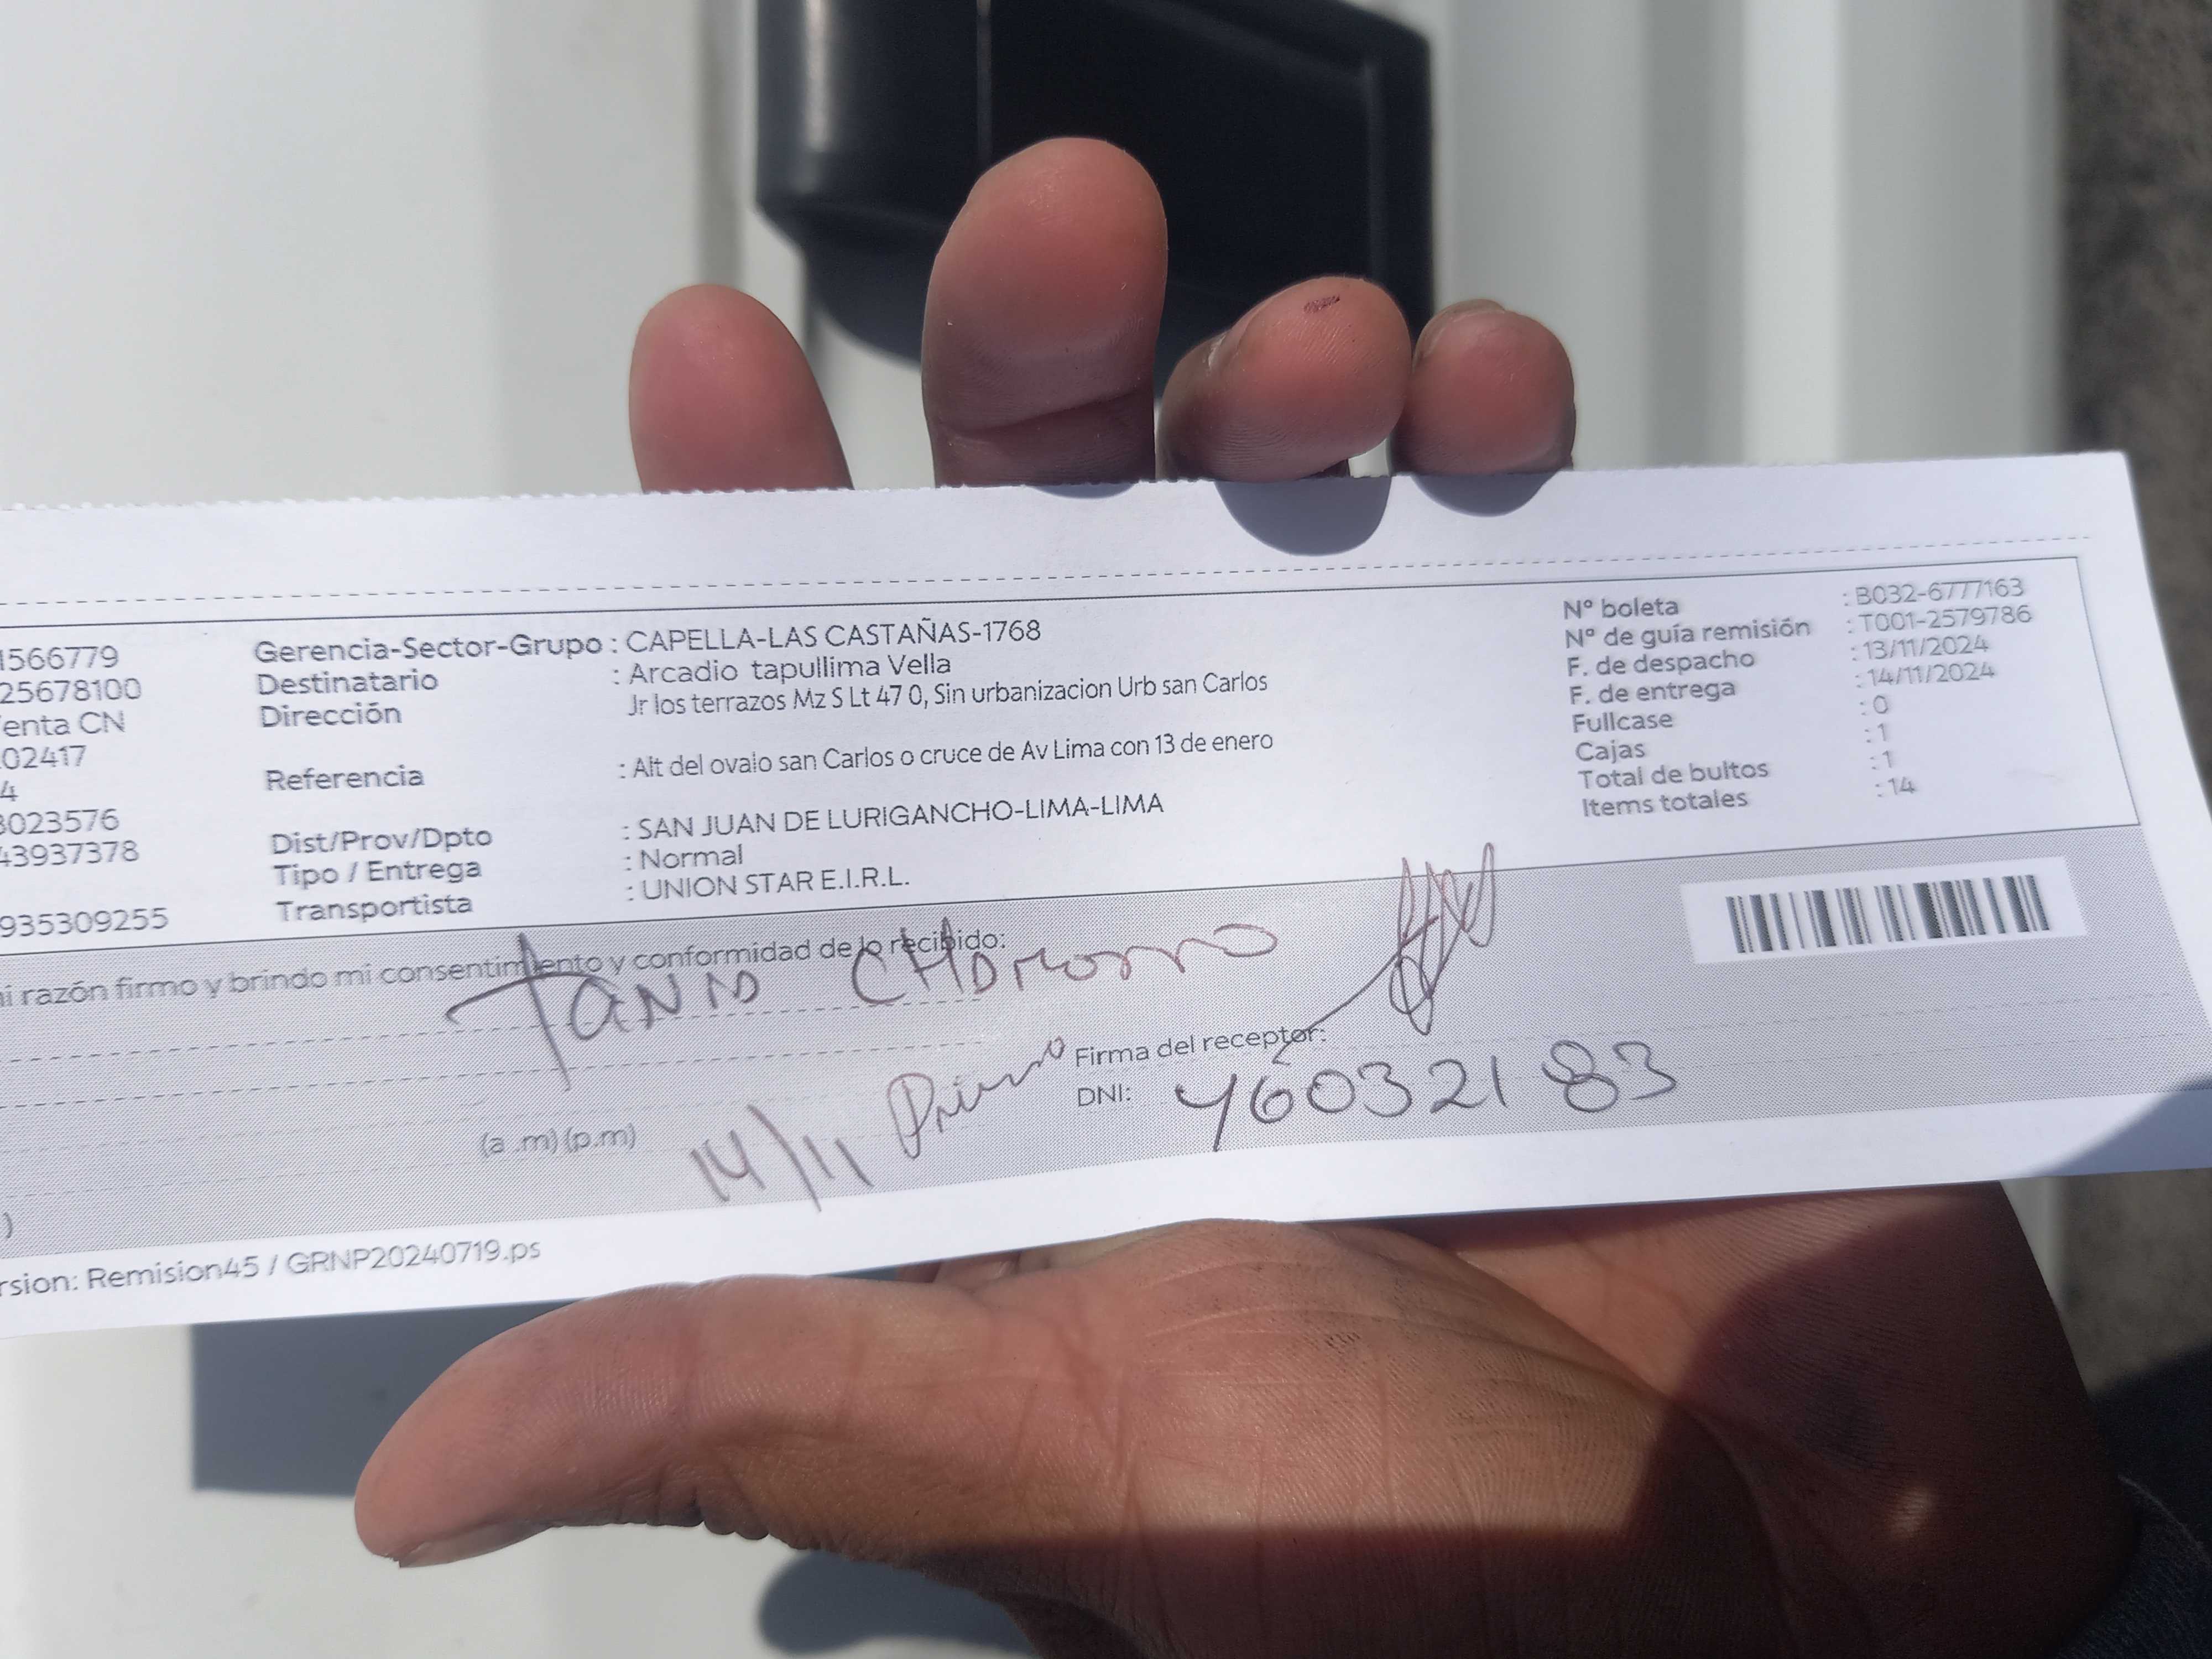 1566779
25678100
enta CN
02417
4
3023576
43937378
935309255
Gerencia-Sector-Grupo : CAPELLA-LAS CASTAÑAS-1768
Destinatario : Arcadio tapullima Vella
Dirección Jr los terrazos Mz S Lt 47 0, Sin urbanizacion Urb san Carlos
Referencia : Alt del ovalo san Carlos o cruce de Av Lima con 13 de enero
Dist/Prov/Dpto : SAN JUAN DE LURIGANCHO-LIMA-LIMA
Tipo / Entrega : Normal
Transportista : UNION STAR E.I.R.L.
N° boleta : B032-6777163
N° de guía remisión : T001-2579786
F. de despacho : 13/11/2024
F. de entrega : 14/11/2024
Fullcase : 0
Cajas : 1
Total de bultos : 1
Items totales : 14
i razón firmo y brindo mi consentimiento y conformidad de lo recibido:
CHAMORRO
Firma del receptor:
DNI: 46032183
(a .m) (p.m)
14/11 Primo
)
rsion: Remision45 / GRNP20240719.ps